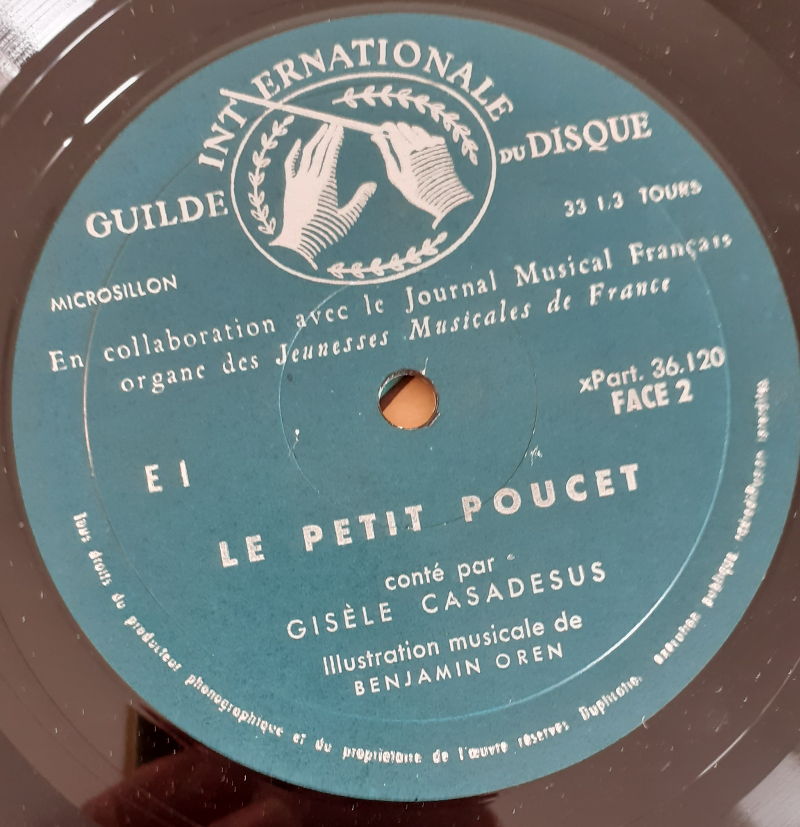 GUILDE INTERNATIONALE DU DISQUE
33 1.3 TOURS
MICROSILLON
En collaboration avec le Journal Musical Français
organe des Jeunesses Musicales de France
xPart. 36.120
FACE 2
E 1
LE PETIT POUCET
conté par
GISÈLE CASADESUS
Illustration musicale de
BENJAMIN OREN
Tous droits du producteur phonographique et du propriétaire de l'œuvre réservés Duplicata. exécution publique radiodiffusion interdites